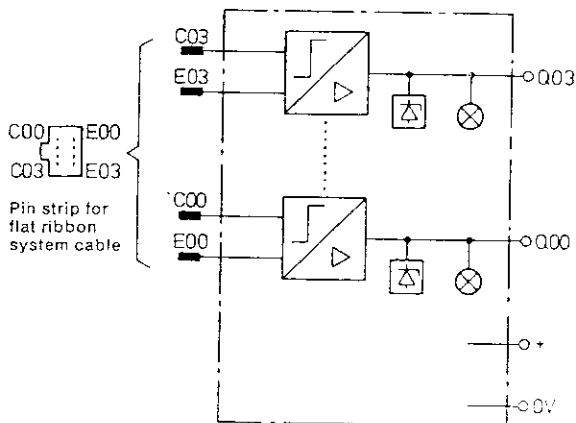 C03
E03
Q03
C00 E00
C03 E03
Pin strip for
flat ribbon
system cable
C00
E00
Q00
+
0V